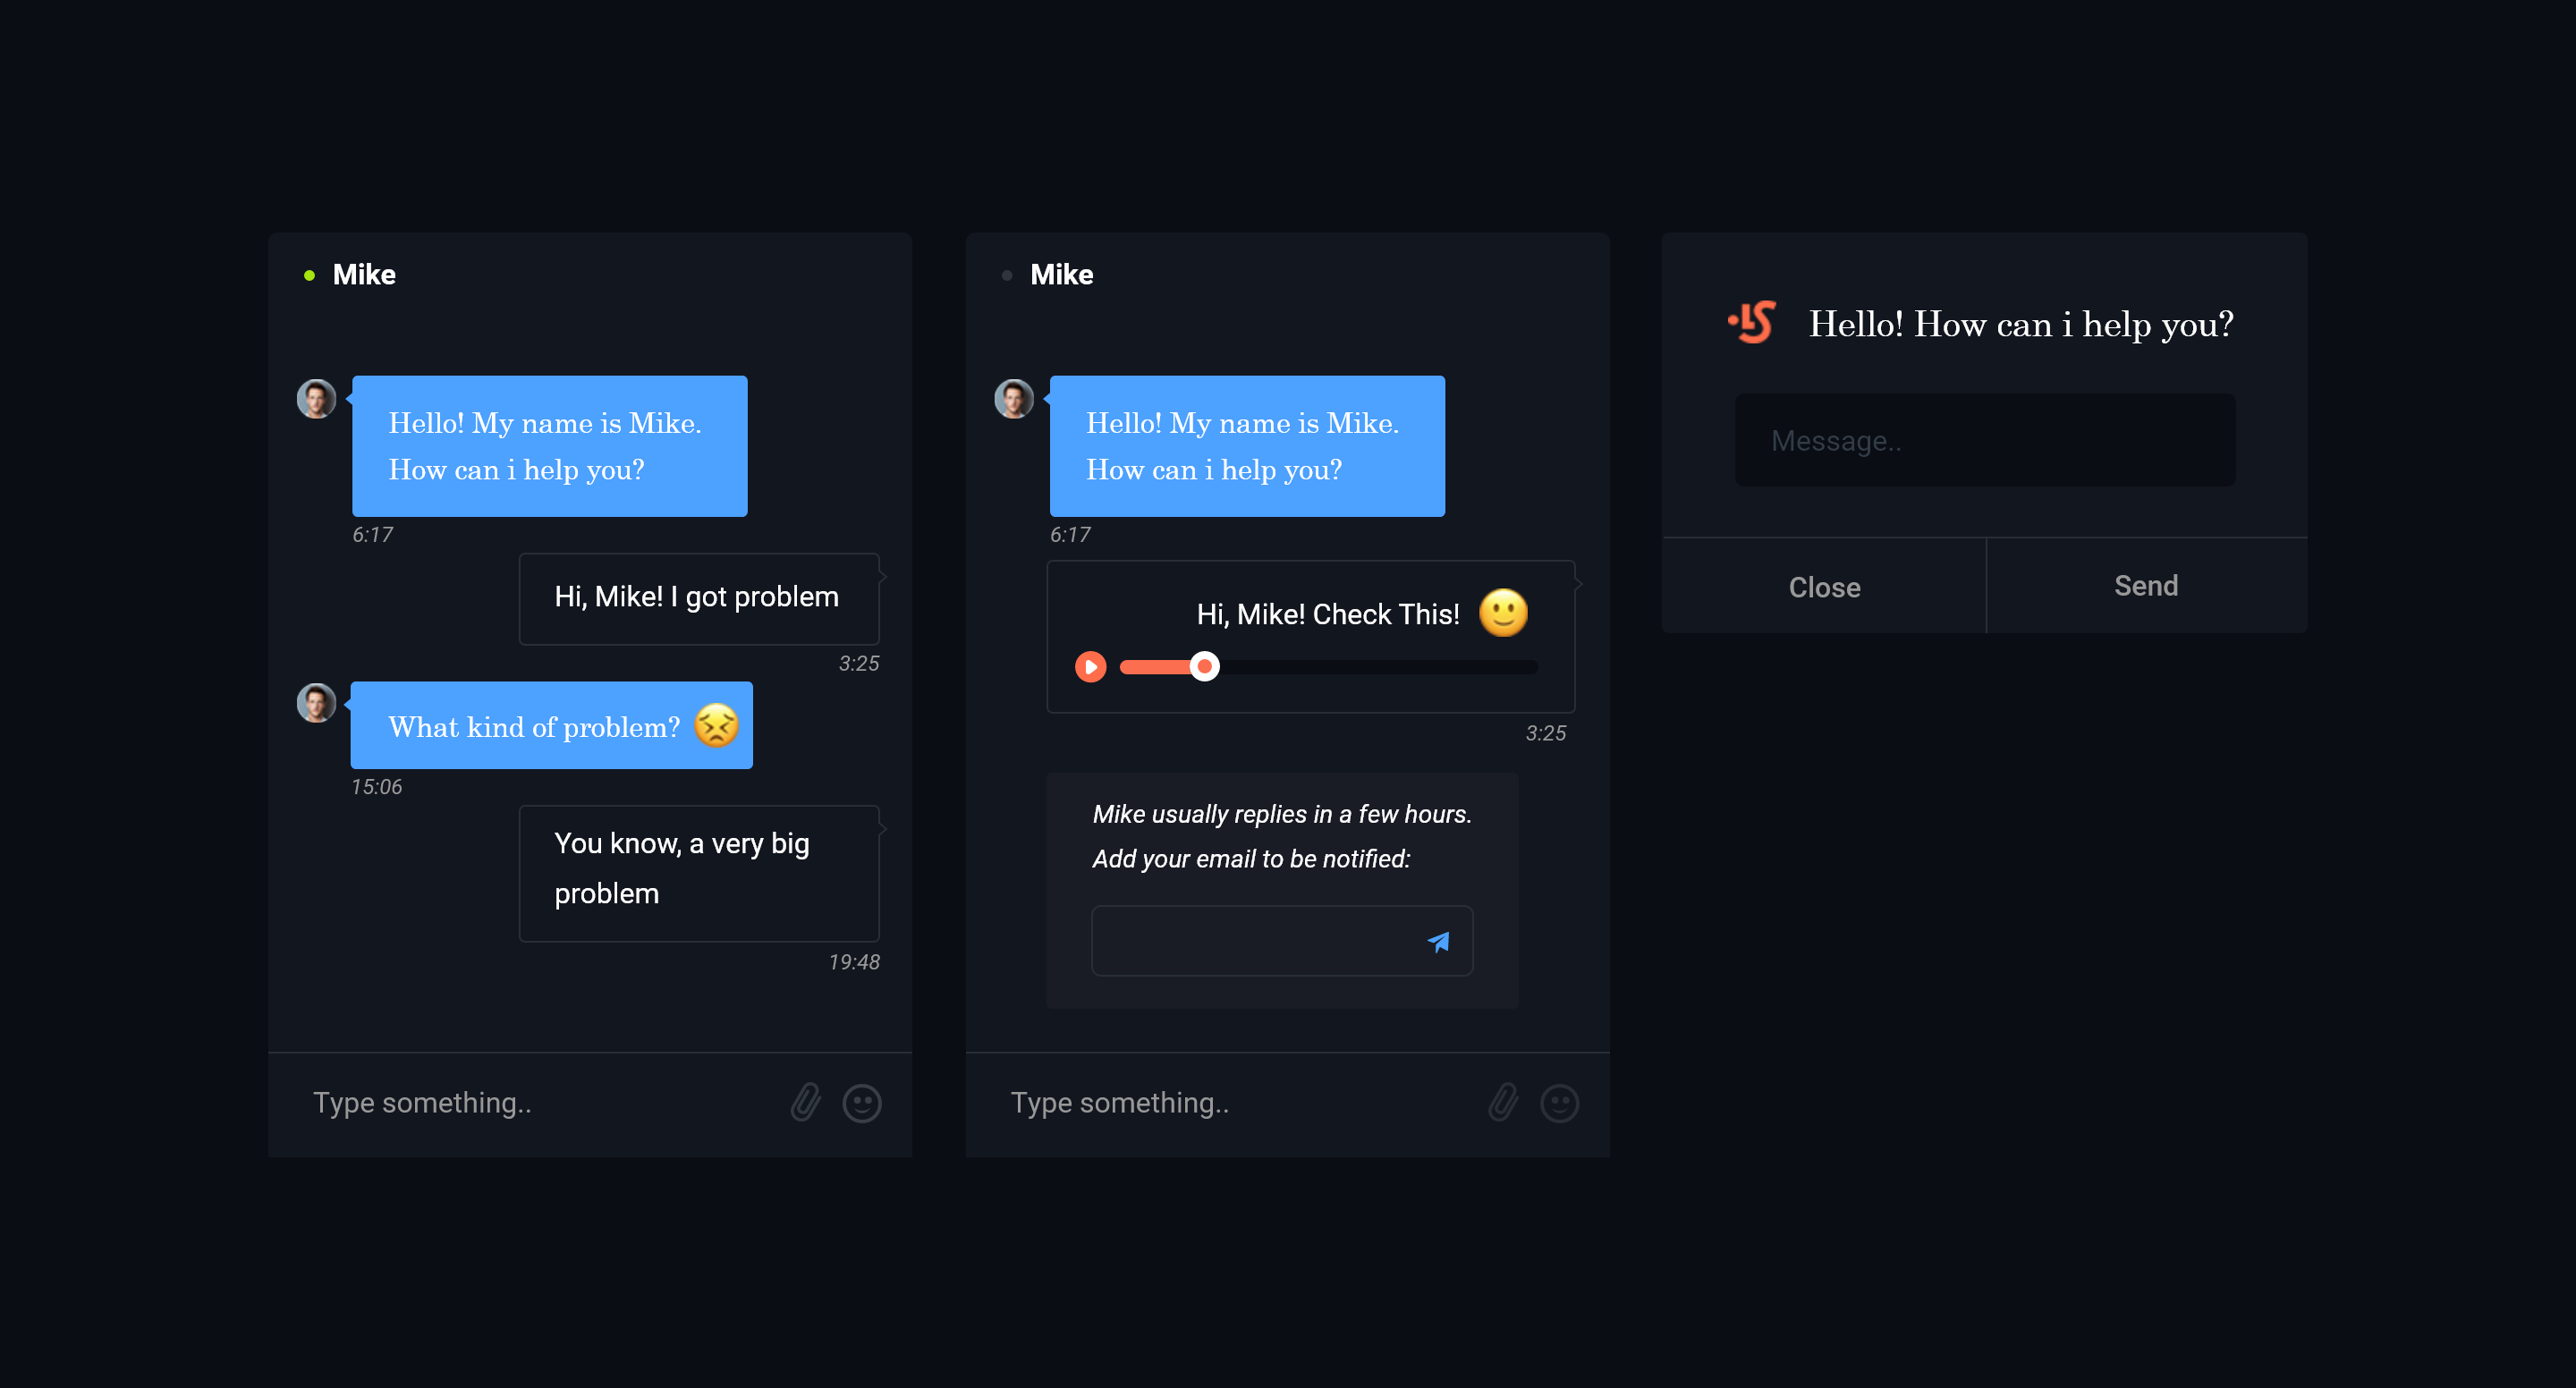 Mike
Hello! My name is Mike.
How can i help you?
6:17
Hi, Mike! I got problem
3:25
What kind of problem? 😣
15:06
You know, a very big
problem
19:48
Type something..
Mike
Hello! My name is Mike.
How can i help you?
6:17
Hi, Mike! Check This! 🙂
3:25
Mike usually replies in a few hours.
Add your email to be notified:
Type something..
Hello! How can i help you?
Message..
Close
Send